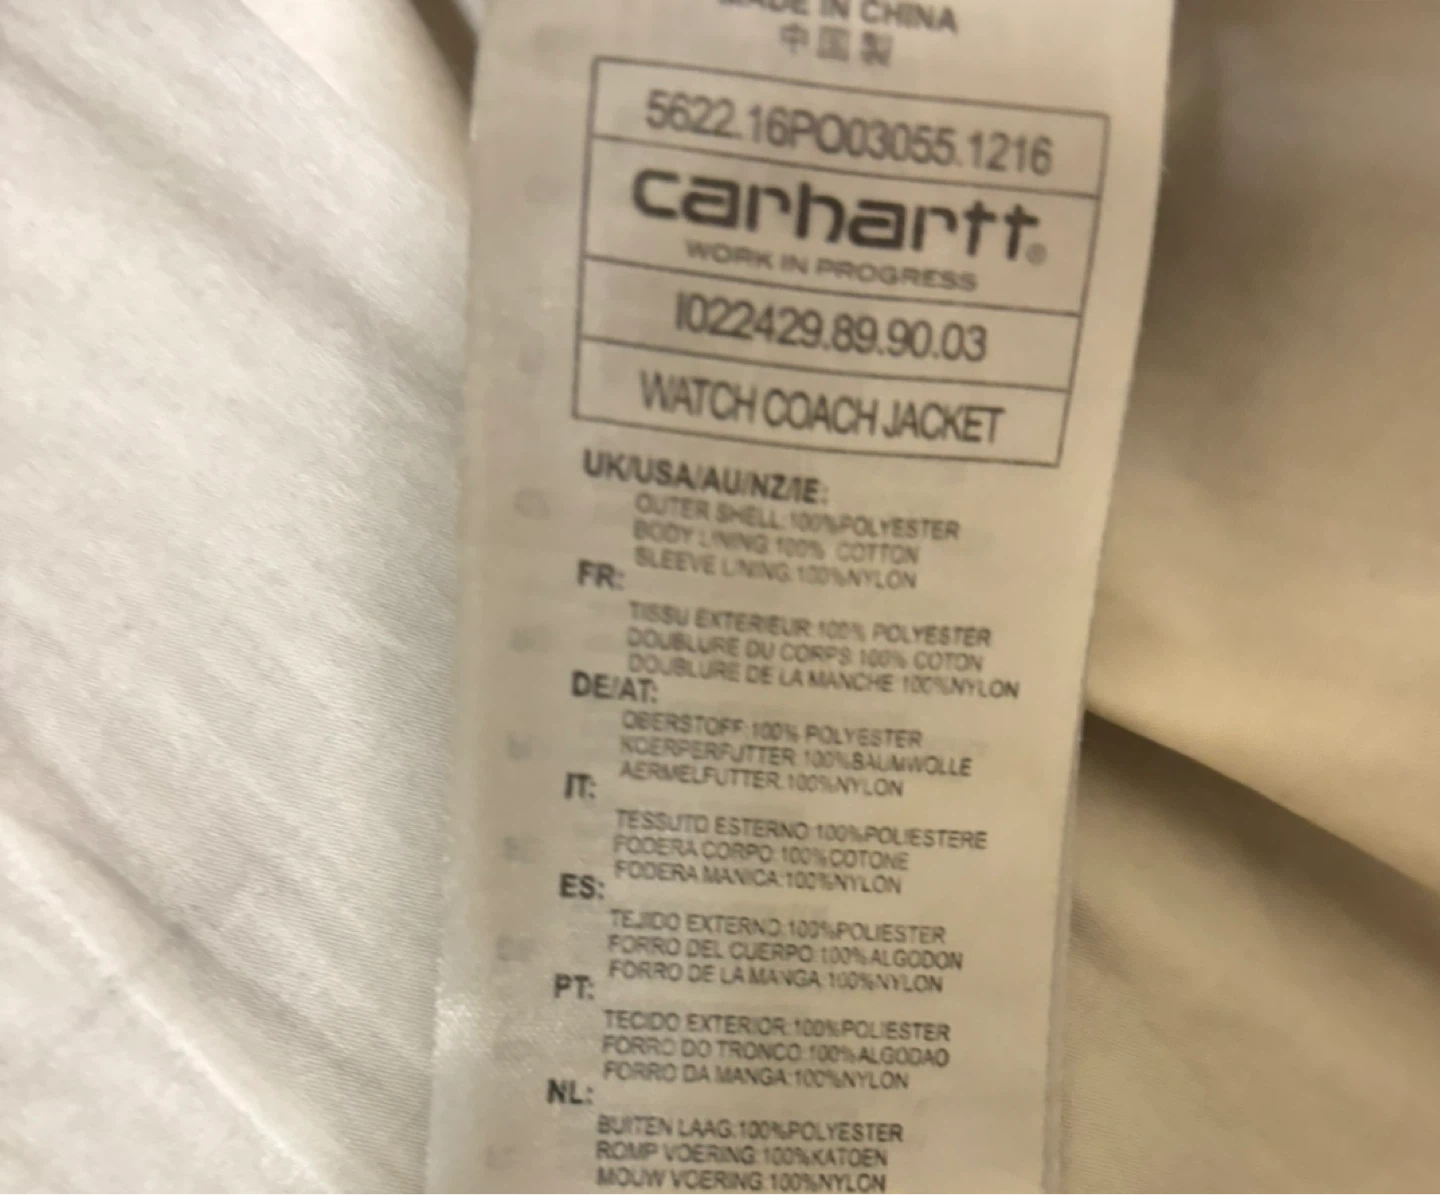 MADE IN CHINA
中国製
5622.16PO03055.1216
carhartt®
WORK IN PROGRESS
I022429.89.90.03
WATCH COACH JACKET
UK/USA/AU/NZ/IE:
OUTER SHELL:100%POLYESTER
BODY LINING:100% COTTON
SLEEVE LINING:100%NYLON
FR:
TISSU EXTERIEUR:100% POLYESTER
DOUBLURE DU CORPS:100% COTON
DOUBLURE DE LA MANCHE:100%NYLON
DE/AT:
OBERSTOFF:100% POLYESTER
KOERPERFUTTER:100%BAUMWOLLE
AERMELFUTTER:100%NYLON
IT:
TESSUTO ESTERNO:100%POLIESTERE
FODERA CORPO:100%COTONE
FODERA MANICA:100%NYLON
ES:
TEJIDO EXTERNO:100%POLIESTER
FORRO DEL CUERPO:100%ALGODON
FORRO DE LA MANGA:100%NYLON
PT:
TECIDO EXTERIOR:100%POLIESTER
FORRO DO TRONCO:100%ALGODAO
FORRO DA MANGA:100%NYLON
NL:
BUITEN LAAG:100%POLYESTER
ROMP VOERING:100%KATOEN
MOUW VOERING:100%NYLON